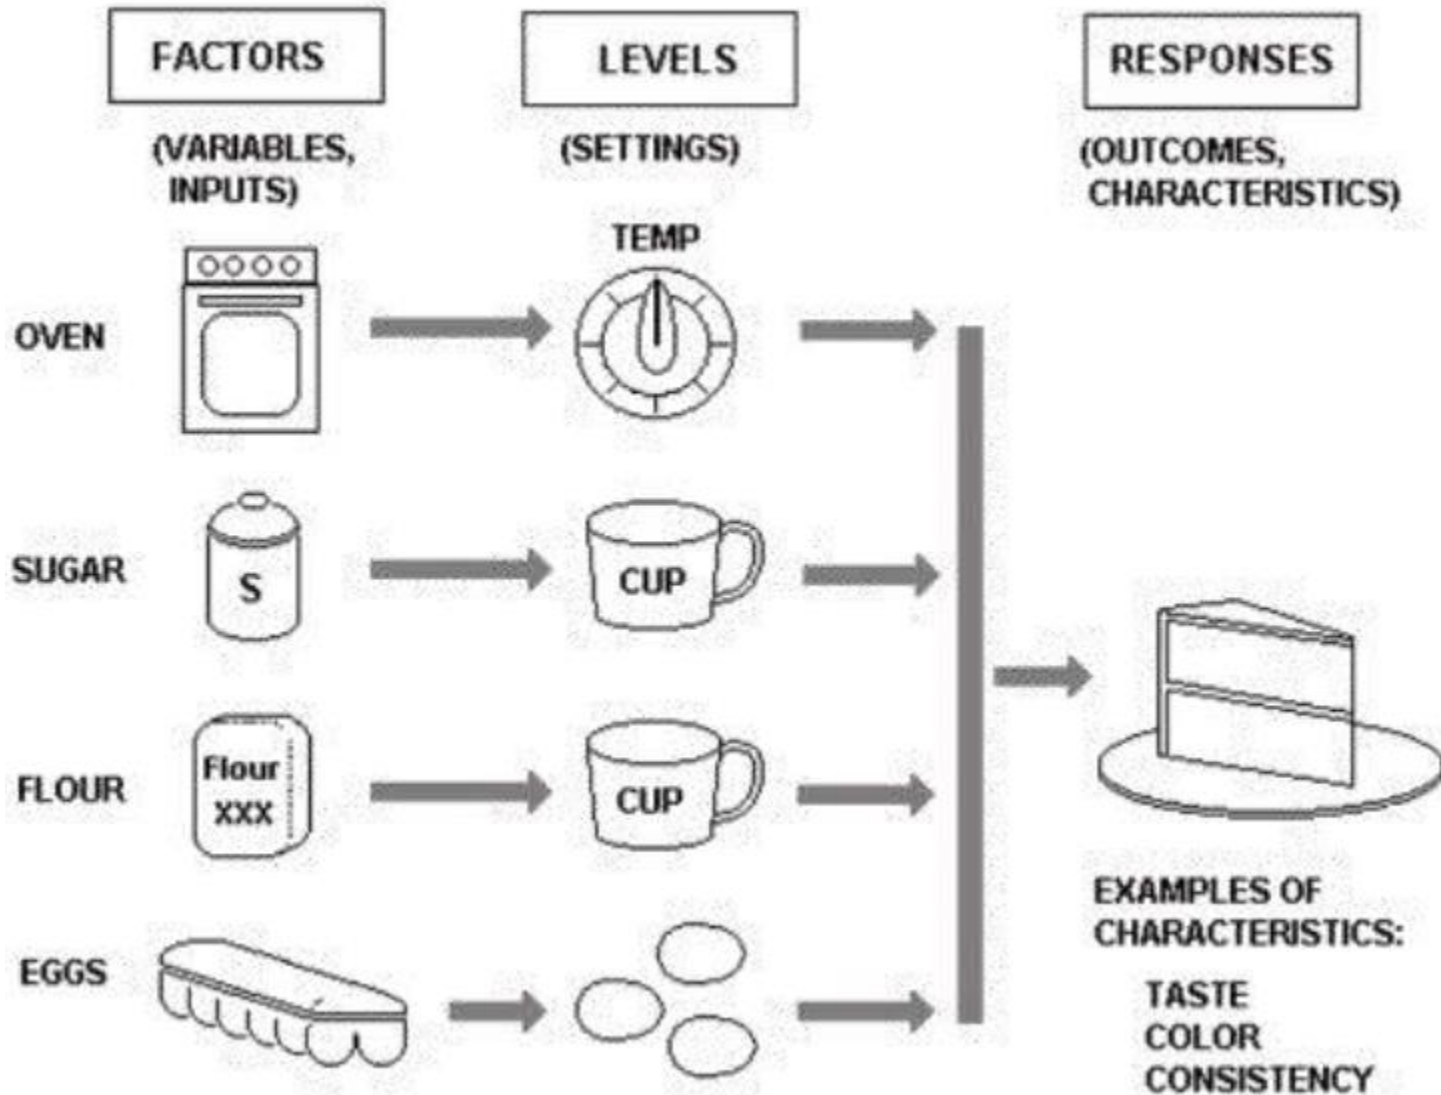 FACTORS
LEVELS
RESPONSES
(VARIABLES,
INPUTS)
(SETTINGS)
(OUTCOMES,
CHARACTERISTICS)
TEMP
OVEN
SUGAR
S
CUP
FLOUR
Flour
XXX
CUP
EGGS
EXAMPLES OF
CHARACTERISTICS:
TASTE
COLOR
CONSISTENCY